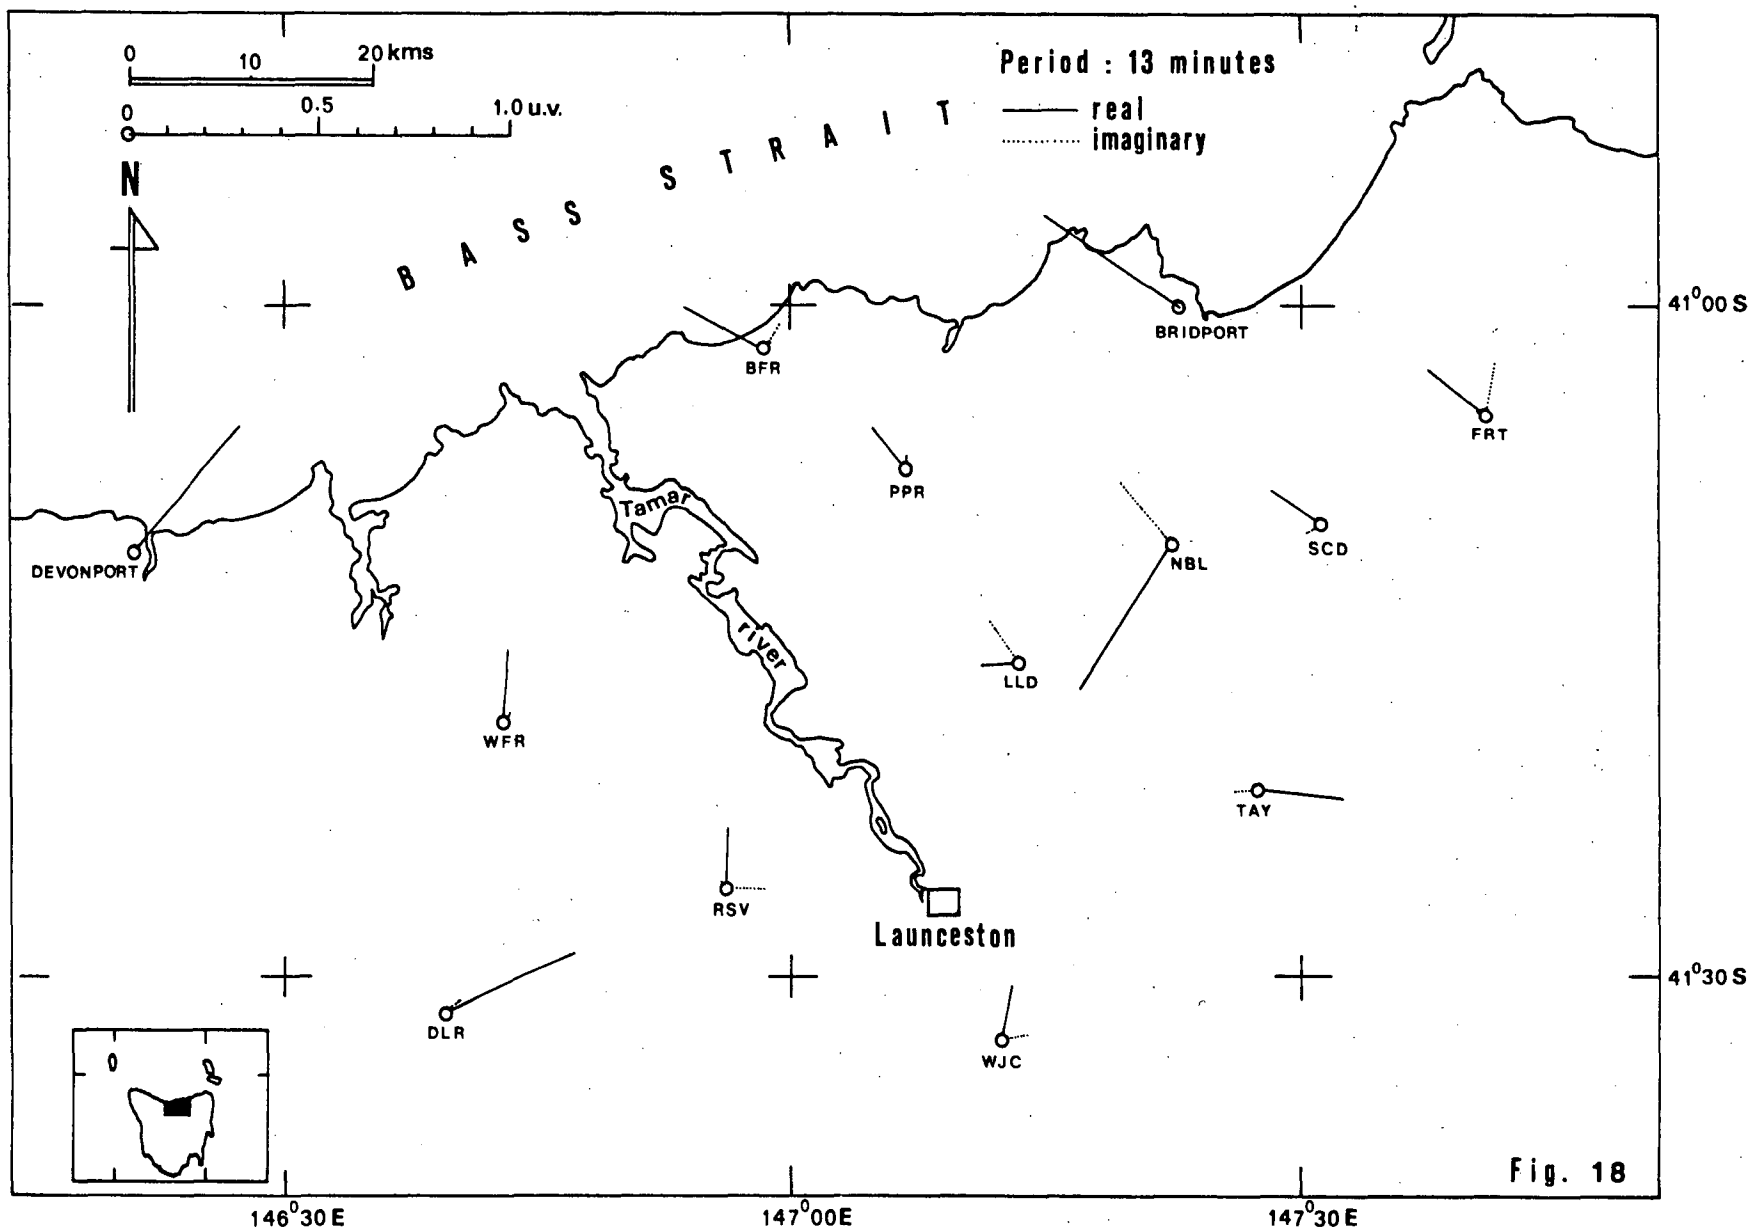 0 10 20 kms
0 0.5 1.0 u.v.
N
Period : 13 minutes
real
imaginary
BASS STRAIT
BRIDPORT
41°00 S
BFR
FRT
PPR
Tamar
river
DEVONPORT
NBL
SCD
LLD
WFR
TAY
RSV
Launceston
41°30 S
DLR
WJC
Fig. 18
146°30 E 147°00 E 147°30 E